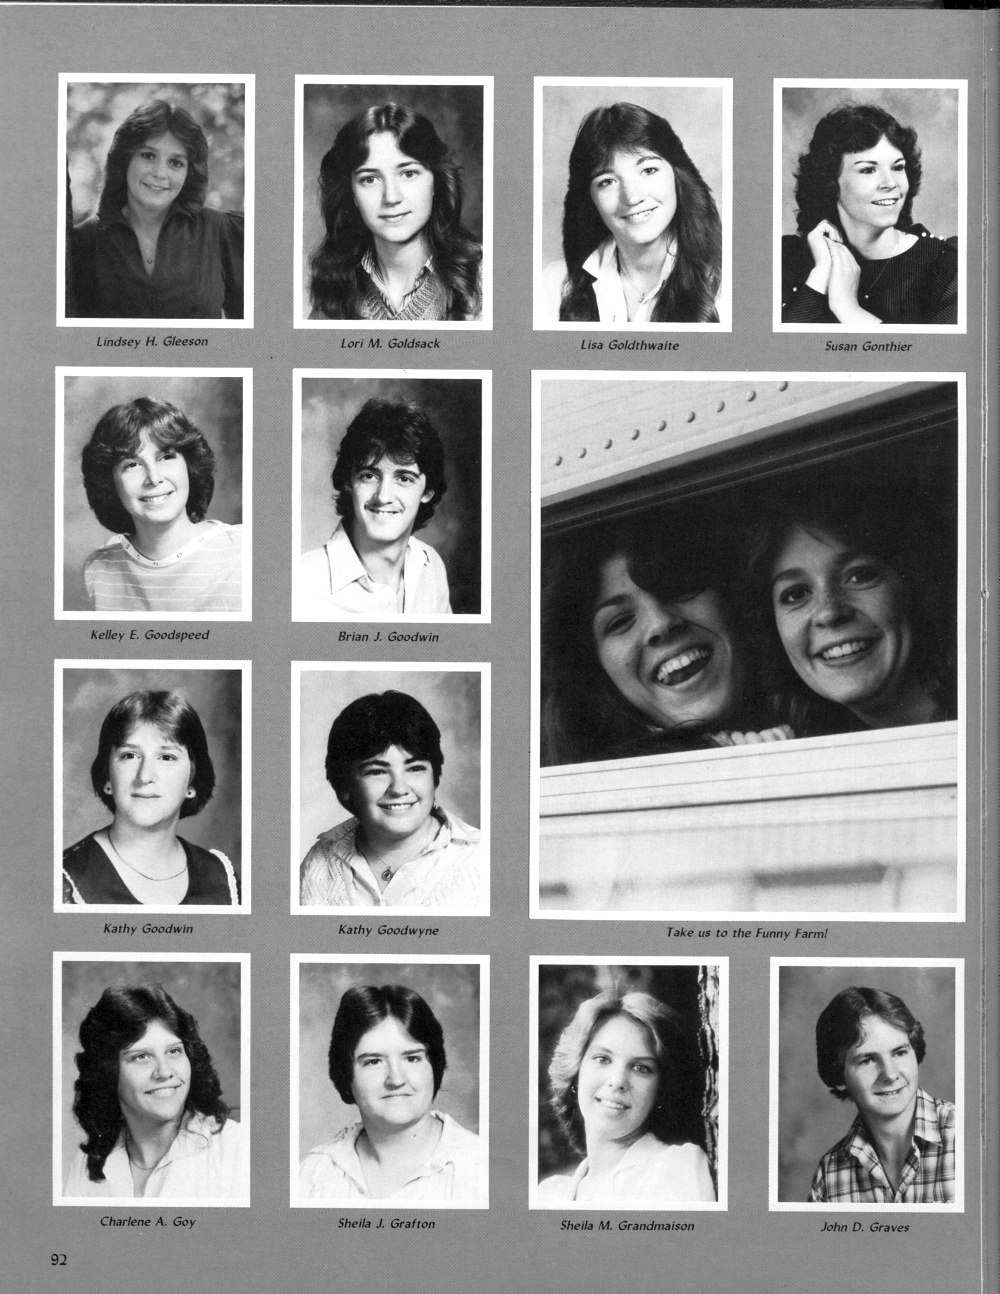 Lindsey H. Gleeson
Lori M. Goldsack
Lisa Goldthwaite
Susan Gonthier
Kelley E. Goodspeed
Brian J. Goodwin
Kathy Goodwin
Kathy Goodwyne
Take us to the Funny Farm!
Charlene A. Goy
Sheila J. Grafton
Sheila M. Grandmaison
John D. Graves
92